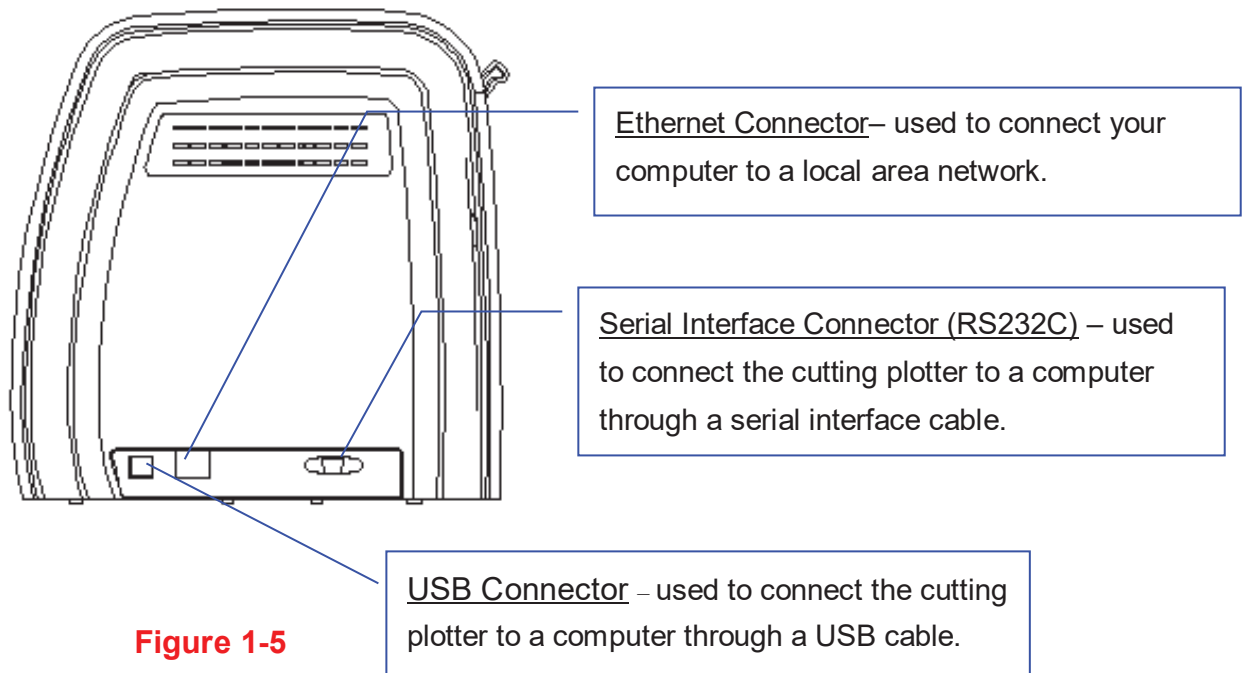 Ethernet Connector– used to connect your
computer to a local area network.
Serial Interface Connector (RS232C) – used
to connect the cutting plotter to a computer
through a serial interface cable.
USB Connector – used to connect the cutting
plotter to a computer through a USB cable.
Figure 1-5